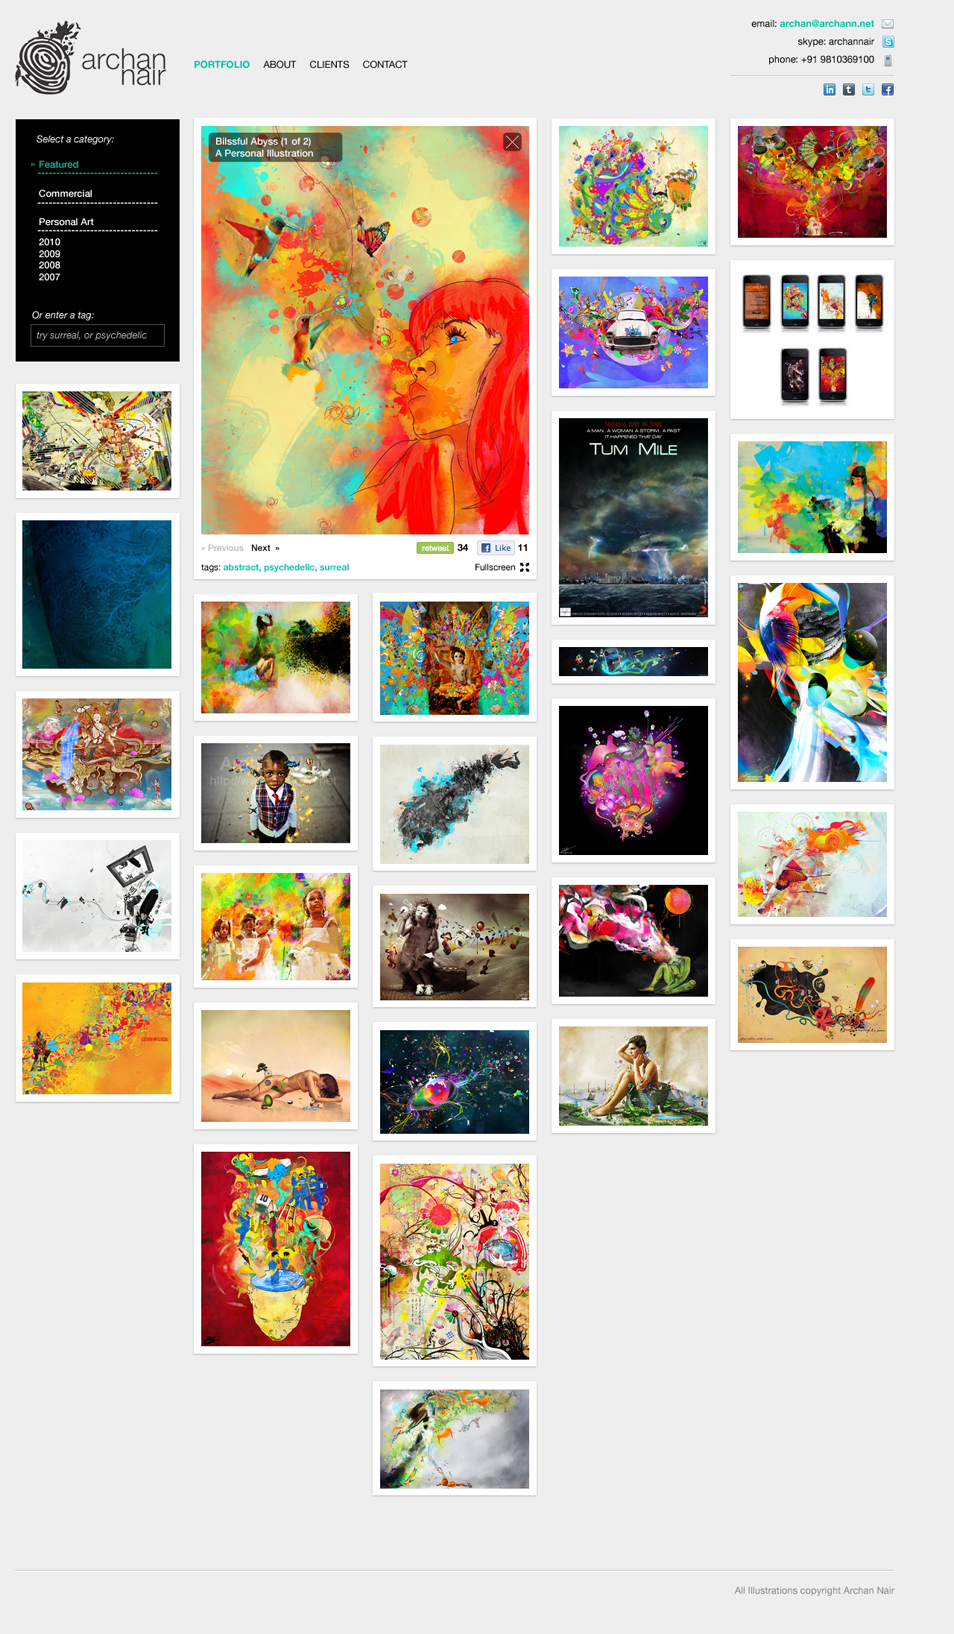 email: archan@archann.net
skype: archannair
phone: +91 9810369100
archan
nair
PORTFOLIO ABOUT CLIENTS CONTACT
Select a category:
» Featured
Commercial
Personal Art
2010
2009
2008
2007
Or enter a tag:
try surreal, or psychedelic
Bilssful Abyss (1 of 2)
A Personal Illustration
« Previous Next »
retweet 34 Like 11
tags: abstract, psychedelic, surreal
Fullscreen
A MAN. A WOMAN A STORM. A PAST
IT HAPPENED THAT DAY
TUM MILE
10
All Illustrations copyright Archan Nair